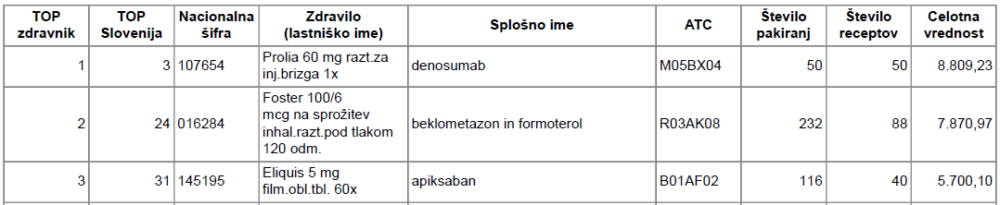 TOP zdravnik TOP Slovenija Nacionalna šifra Zdravilo (lastniško ime) Splošno ime ATC Število pakiranj Število receptov Celotna vrednost
1 3 107654 Prolia 60 mg razt.za inj.brizga 1x denosumab M05BX04 50 50 8.809,23
2 24 016284 Foster 100/6 mcg na sprožitev inhal.razt.pod tlakom 120 odm. beklometazon in formoterol R03AK08 232 88 7.870,97
3 31 145195 Eliquis 5 mg film.obl.tbl. 60x apiksaban B01AF02 116 40 5.700,10